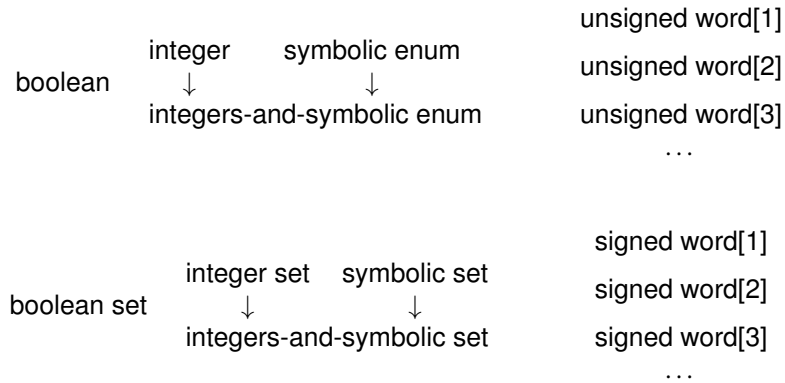 unsigned word[1]
integer symbolic enum
unsigned word[2]
boolean
↓ ↓
integers-and-symbolic enum unsigned word[3]
...
signed word[1]
integer set symbolic set
signed word[2]
boolean set
↓ ↓
integers-and-symbolic set signed word[3]
...